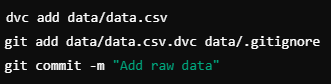 dvc add data/data.csv
git add data/data.csv.dvc data/.gitignore
git commit -m "Add raw data"